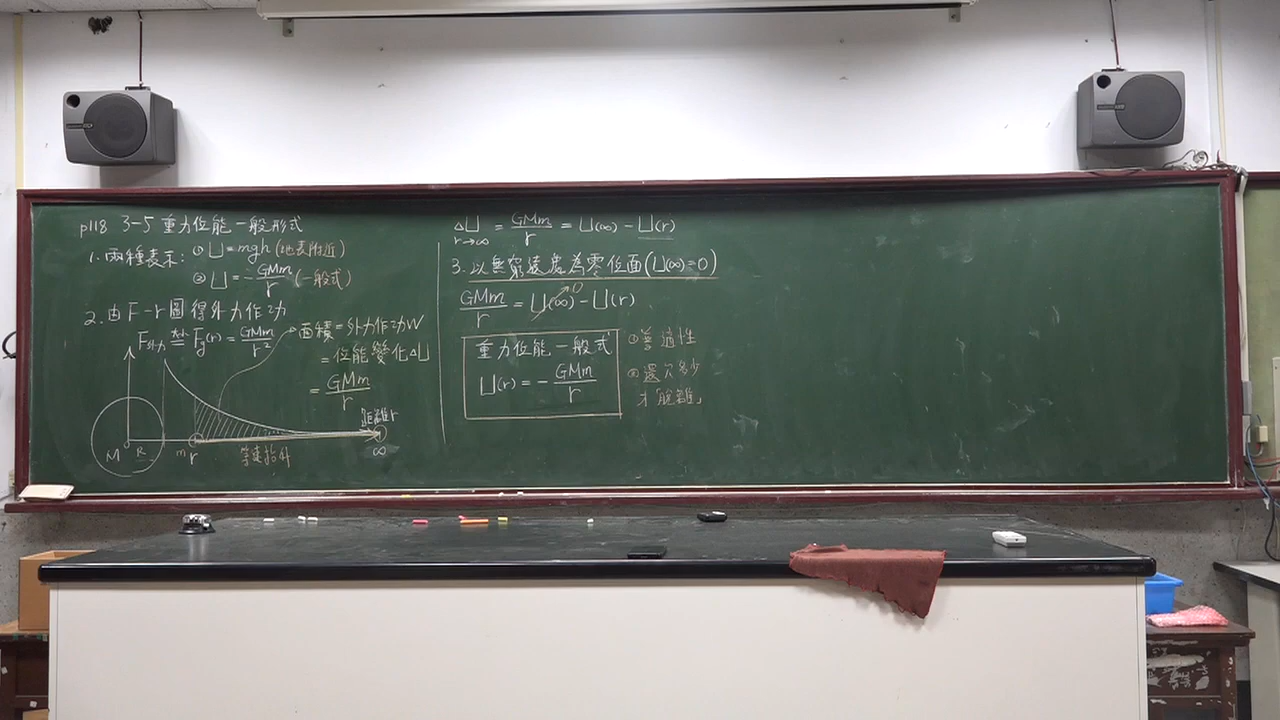 p118 3-5 重力位能一般形式
1. 兩種表示: ① U=mgh (地表附近)
② U=-GMm/r (一般式)
2. 由F-r圖得外力作功
F外力 = Fg(r) = GMm/r²
面積=外力作功W
=位能變化ΔU
=GMm/r
距離r
M R m r ∞
等速抬升
ΔU r→∞ = GMm/r = U(∞) - U(r)
3. 以無窮遠處為零位面(U(∞)=0)
GMm/r = U(∞) 0 - U(r)
重力位能一般式
U(r) = -GMm/r
① 普適性
② 還欠多少
才「脫離」